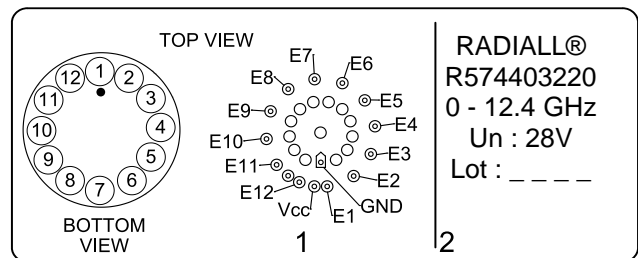 TOP VIEW
1
2
3
4
5
6
7
8
9
10
11
12
BOTTOM
VIEW
E7
E6
E8
E5
E9
E4
E10
E3
E11
E2
E12
Vcc
E1
GND
1
RADIALL®
R574403220
0 - 12.4 GHz
Un : 28V
Lot : _ _ _ _
2